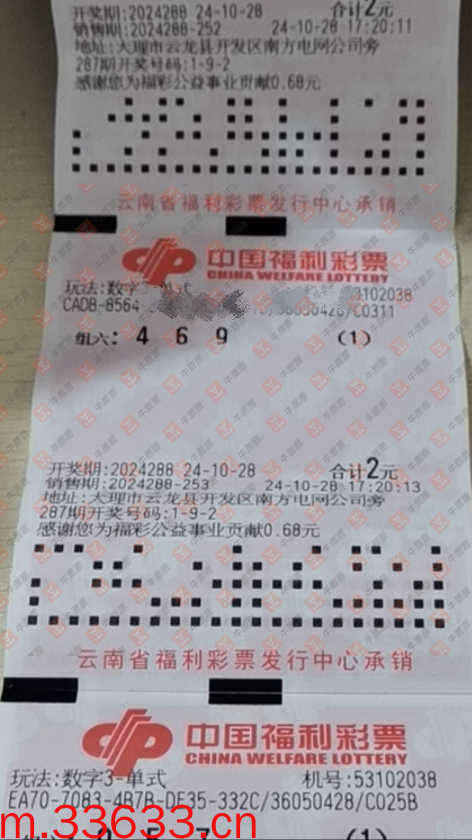 开奖期:2024288 24-10-28 合计2元
销售期:2024288-252 24-10-28 17:20:11
地址:大理市云龙县开发区南方电网公司旁
287期开奖号码:1-9-2
感谢您为福彩公益事业贡献0.68元
云南省福利彩票发行中心承销
中国福利彩票
CHINA WELFARE LOTTERY
玩法:数字3-单式 53102038
CADB-8564 /36050428/C0311
组六: 4 6 9 (1)
开奖期:2024288 24-10-28 合计2元
销售期:2024288-253 24-10-28 17:20:13
地址:大理市云龙县开发区南方电网公司旁
287期开奖号码:1-9-2
感谢您为福彩公益事业贡献0.68元
云南省福利彩票发行中心承销
中国福利彩票
CHINA WELFARE LOTTERY
玩法:数字3-单式 机号:53102038
EA70-7083-4B7B-DF35-332C/36050428/C025B
(1)
m.33633.cn